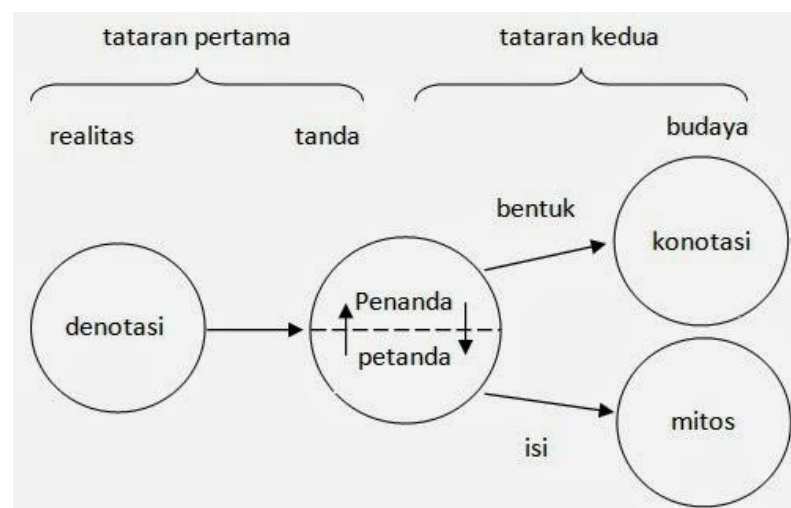 tataran pertama
tataran kedua
realitas
tanda
budaya
bentuk
konotasi
denotasi
Penanda
petanda
isi
mitos